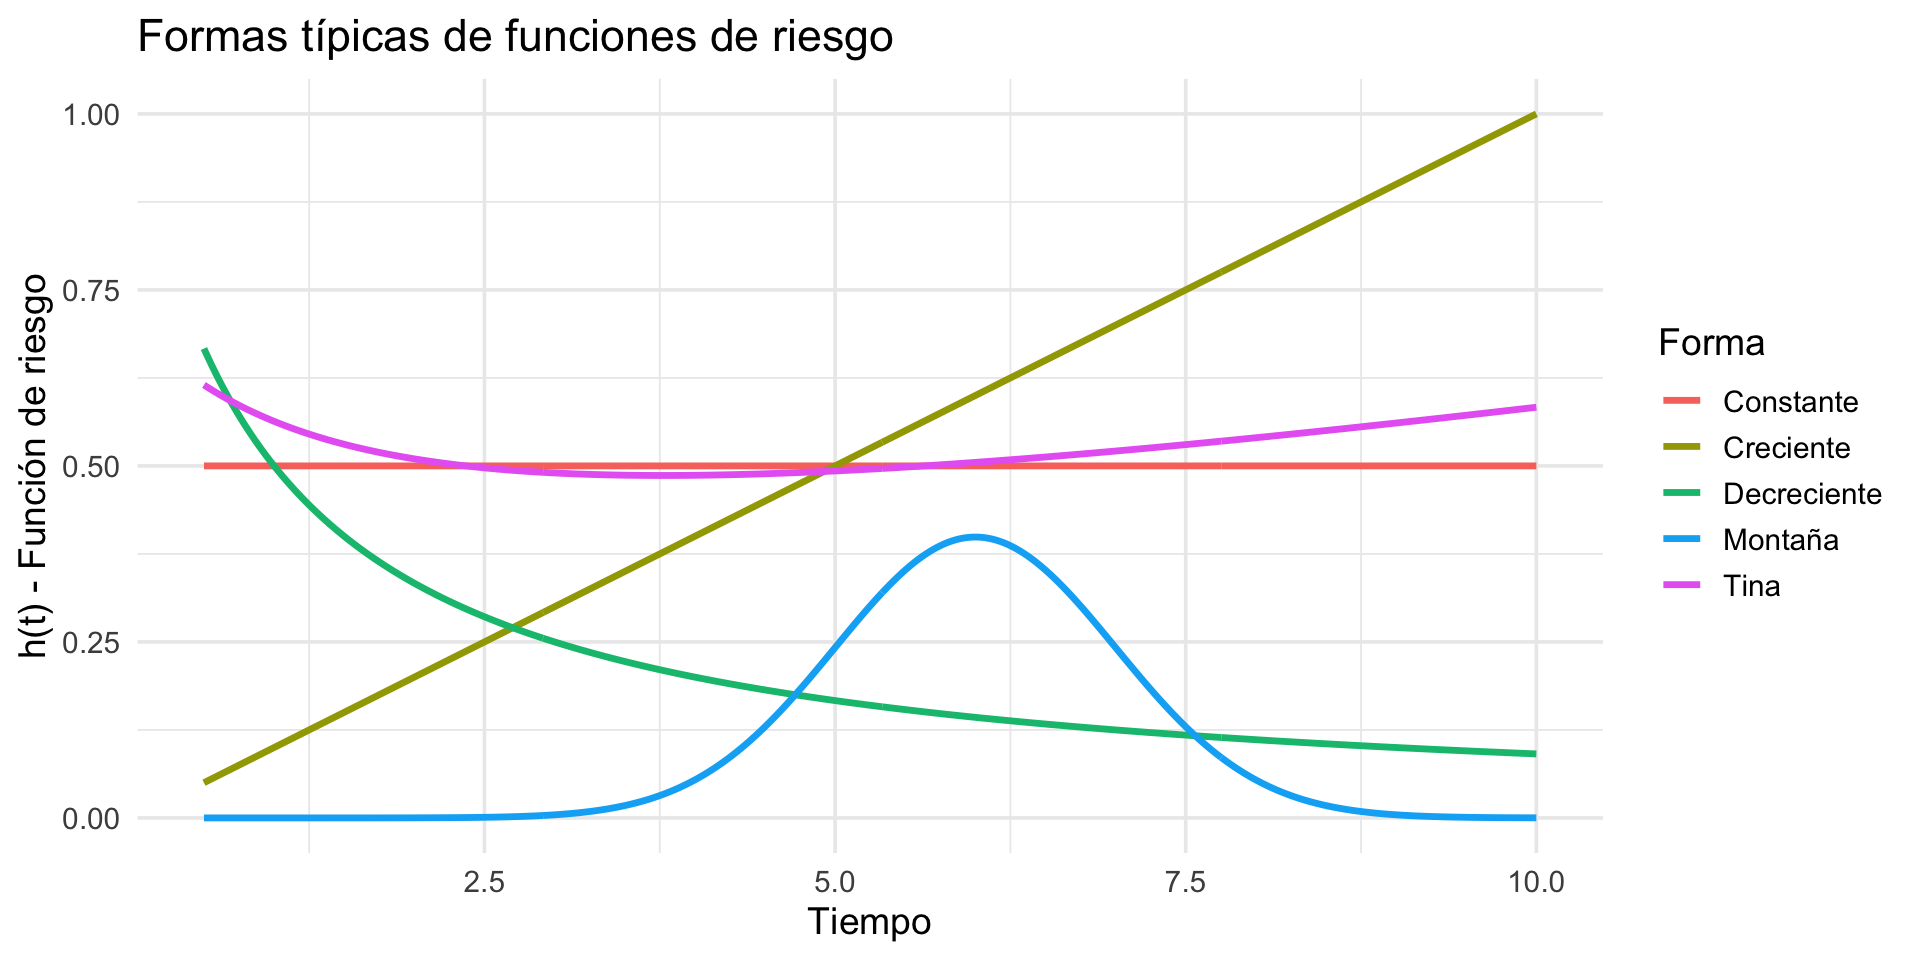 Formas típicas de funciones de riesgo
h(t) - Función de riesgo
1.00
0.75
0.50
0.25
0.00
2.5 5.0 7.5 10.0
Tiempo
Forma
Constante
Creciente
Decreciente
Montaña
Tina